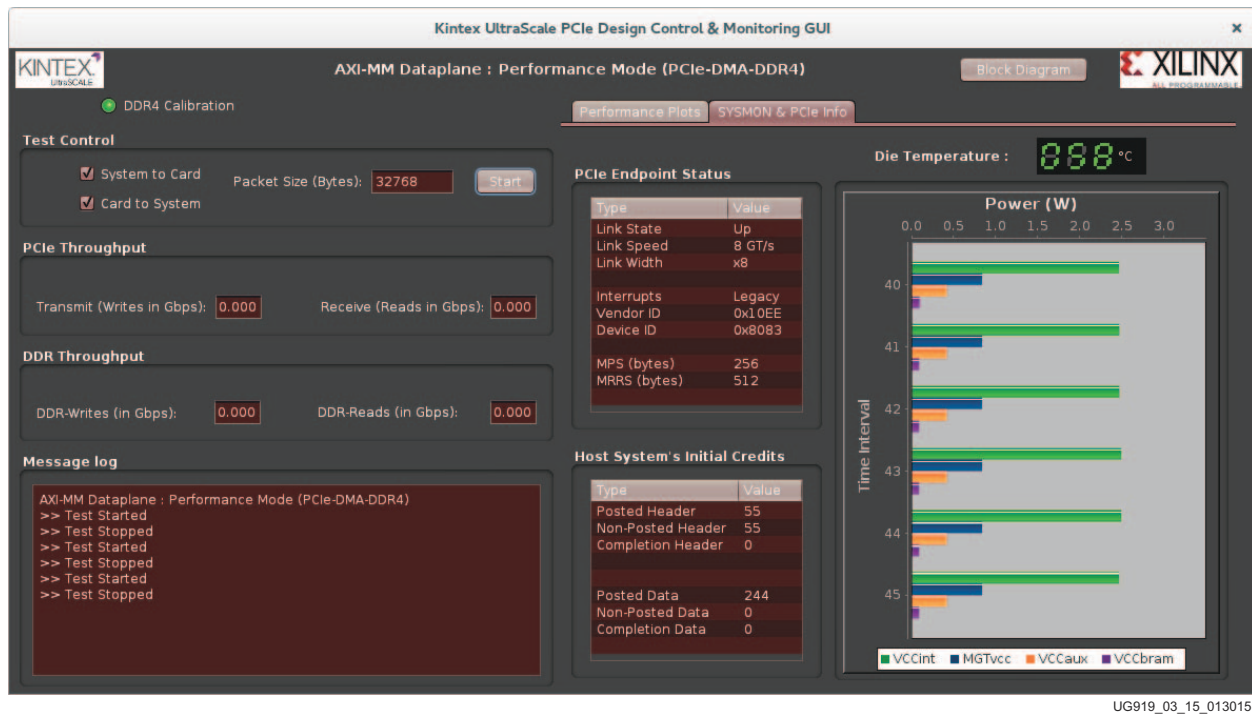 Kintex UltraScale PCIe Design Control & Monitoring GUI
×
KINTEX
UltraSCALE
AXI-MM Dataplane : Performance Mode (PCIe-DMA-DDR4)
Block Diagram
XILINX
ALL PROGRAMMABLE
DDR4 Calibration
Performance Plots SYSMON & PCIe Info
Test Control
System to Card
Packet Size (Bytes): 32768 Start
Card to System
PCIe Throughput
Transmit (Writes in Gbps): 0.000 Receive (Reads in Gbps): 0.000
DDR Throughput
DDR-Writes (in Gbps): 0.000 DDR-Reads (in Gbps): 0.000
Message log
AXI-MM Dataplane : Performance Mode (PCIe-DMA-DDR4)
>> Test Started
>> Test Stopped
>> Test Started
>> Test Stopped
>> Test Started
>> Test Stopped
PCIe Endpoint Status
Type Value
Link State Up
Link Speed 8 GT/s
Link Width x8
Interrupts Legacy
Vendor ID 0x10EE
Device ID 0x8083
MPS (bytes) 256
MRRS (bytes) 512
Host System's Initial Credits
Type Value
Posted Header 55
Non-Posted Header 55
Completion Header 0
Posted Data 244
Non-Posted Data 0
Completion Data 0
Die Temperature : °C
Power (W)
0.0 0.5 1.0 1.5 2.0 2.5 3.0
Time Interval
40
41
42
43
44
45
VCCint MGTvcc VCCaux VCCbram
UG919_03_15_013015